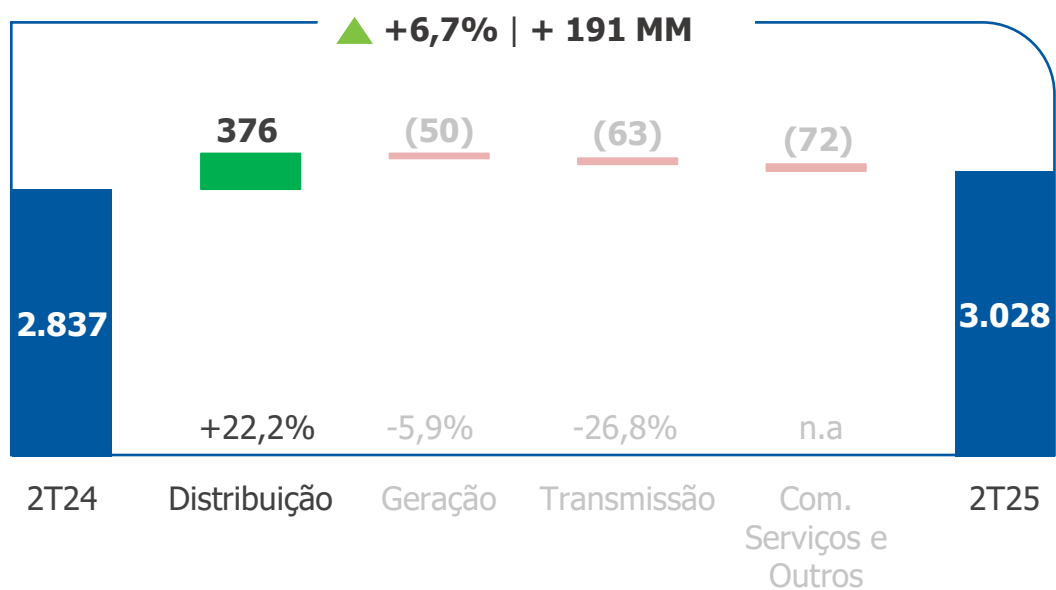 +6,7% | + 191 MM
376 (50) (63) (72)
2.837 3.028
+22,2% -5,9% -26,8% n.a
2T24 Distribuição Geração Transmissão Com. 2T25
Serviços e
Outros